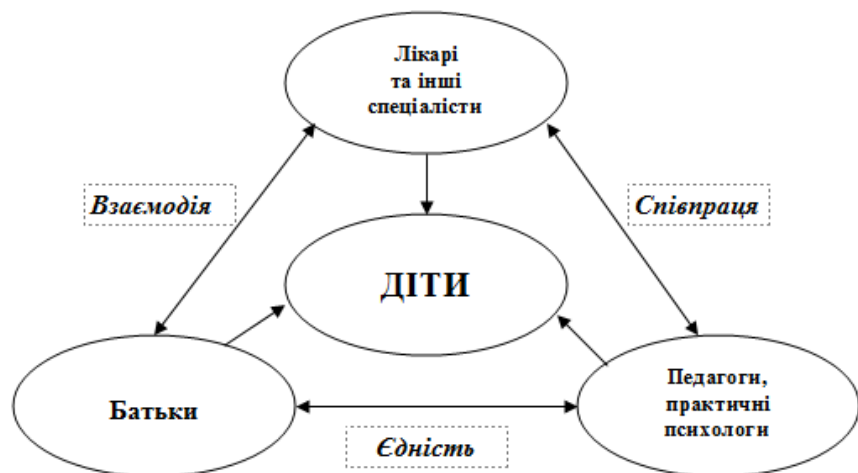 Лікарі
та інші
спеціалісти
Взаємодія
Співпраця
ДІТИ
Батьки
Педагоги,
практичні
психологи
Єдність